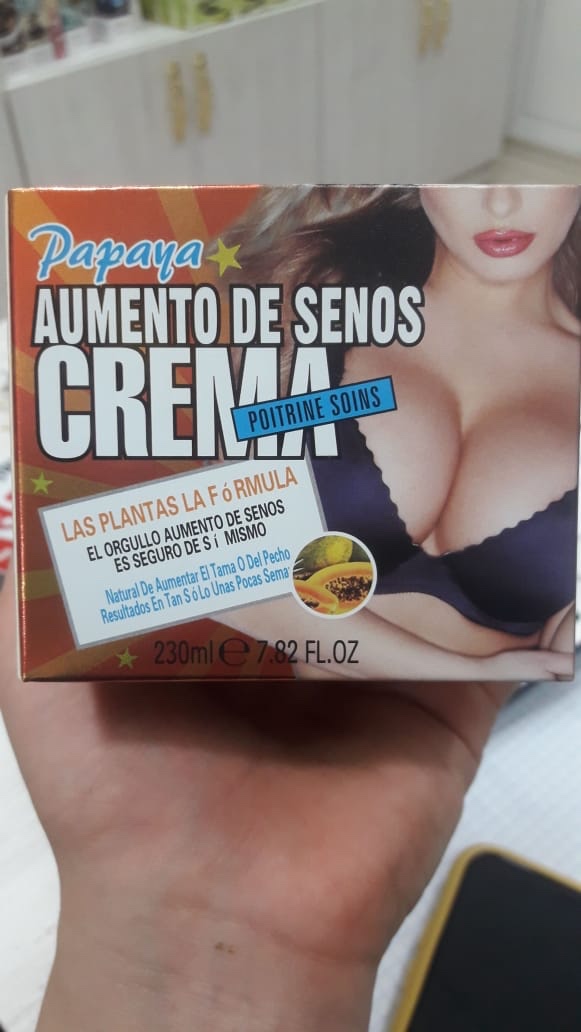 Papaya
AUMENTO DE SENOS
CREMA
POITRINE SOINS
LAS PLANTAS LA F ó RMULA
EL ORGULLO AUMENTO DE SENOS
ES SEGURO DE S í MISMO
Natural De Aumentar El Tama O Del Pecho
Resultados En Tan S ó Lo Unas Pocas Sema
230ml e 7.82 FL.OZ